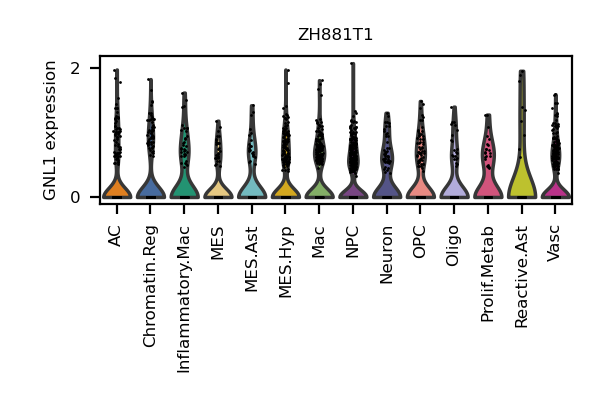 ZH881T1
GNL1 expression
2
0
AC
Chromatin.Reg
Inflammatory.Mac
MES
MES.Ast
MES.Hyp
Mac
NPC
Neuron
OPC
Oligo
Prolif.Metab
Reactive.Ast
Vasc